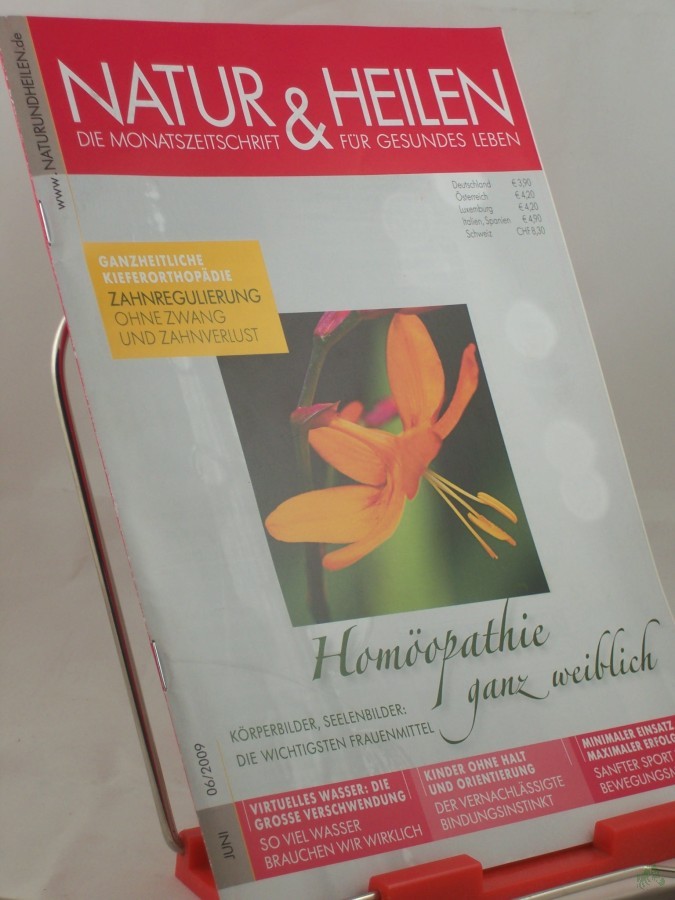 www.NATURUNDHEILEN.de
NATUR & HEILEN
DIE MONATSZEITSCHRIFT FÜR GESUNDES LEBEN
Deutschland € 3,90
Österreich € 4,20
Luxemburg € 4,20
Italien, Spanien € 4,90
Schweiz CHF 8,30
GANZHEITLICHE
KIEFERORTHOPÄDIE
ZAHNREGULIERUNG
OHNE ZWANG
UND ZAHNVERLUST
Homöopathie
ganz weiblich
KÖRPERBILDER, SEELENBILDER:
DIE WICHTIGSTEN FRAUENMITTEL
JUNI 06/2009
VIRTUELLES WASSER: DIE
GROSSE VERSCHWENDUNG
SO VIEL WASSER
BRAUCHEN WIR WIRKLICH
KINDER OHNE HALT
UND ORIENTIERUNG
DER VERNACHLÄSSIGTE
BINDUNGSINSTINKT
MINIMALER EINSATZ,
MAXIMALER ERFOLG
SANFTER SPORT
BEWEGUNGSM